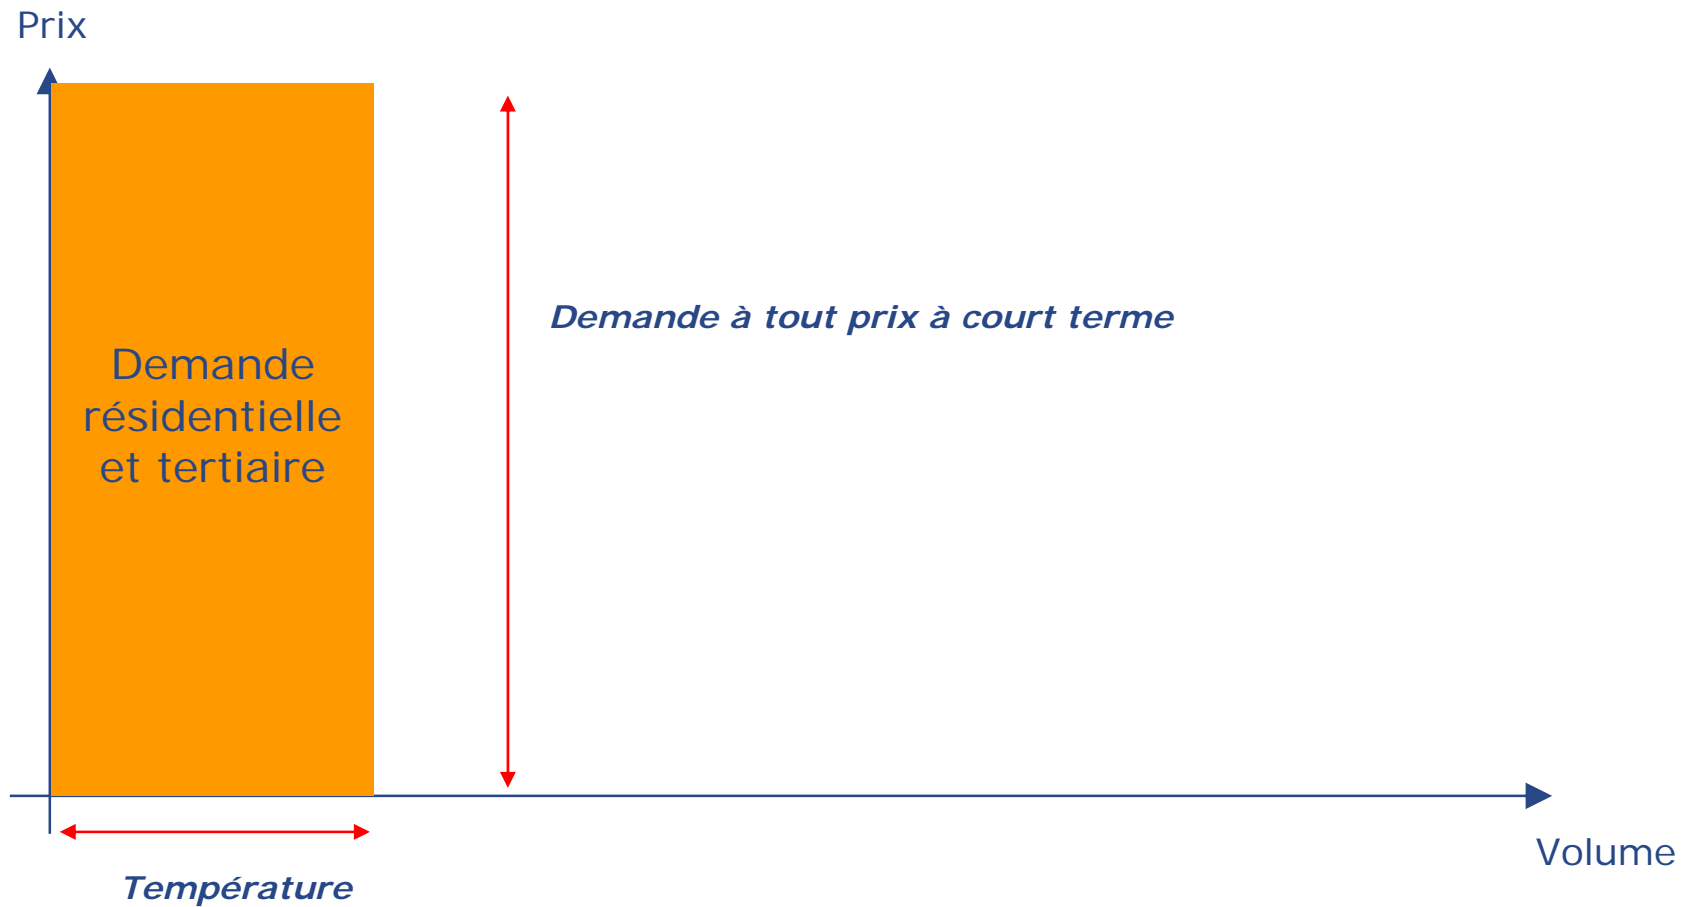 Prix
Demande à tout prix à court terme
Demande
résidentielle
et tertiaire
Volume
Température